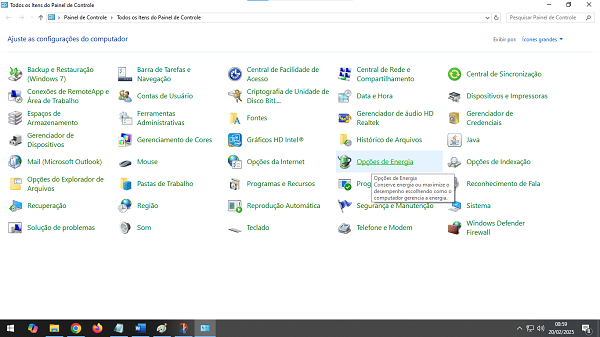 Todos os Itens do Painel de Controle
Painel de Controle > Todos os Itens do Painel de Controle
Pesquisar Painel de Controle
Ajuste as configurações do computador
Exibir por: Ícones grandes
Backup e Restauração (Windows 7)
Barra de Tarefas e Navegação
Central de Facilidade de Acesso
Central de Rede e Compartilhamento
Central de Sincronização
Conexões de RemoteApp e Área de Trabalho
Contas de Usuário
Criptografia de Unidade de Disco BitL...
Data e Hora
Dispositivos e Impressoras
Espaços de Armazenamento
Ferramentas Administrativas
Fontes
Gerenciador de áudio HD Realtek
Gerenciador de Credenciais
Gerenciador de Dispositivos
Gerenciamento de Cores
Gráficos HD Intel®
Histórico de Arquivos
Java
Mail (Microsoft Outlook)
Mouse
Opções da Internet
Opções de Energia
Opções de Indexação
Opções do Explorador de Arquivos
Pastas de Trabalho
Programas e Recursos
Prog
Opções de Energia
Conserve energia ou maximize o
desempenho escolhendo como o
computador gerencia a energia.
Reconhecimento de Fala
Recuperação
Região
Reprodução Automática
Segurança e Manutenção
Sistema
Solução de problemas
Som
Teclado
Telefone e Modem
Windows Defender Firewall
08:59
20/02/2025